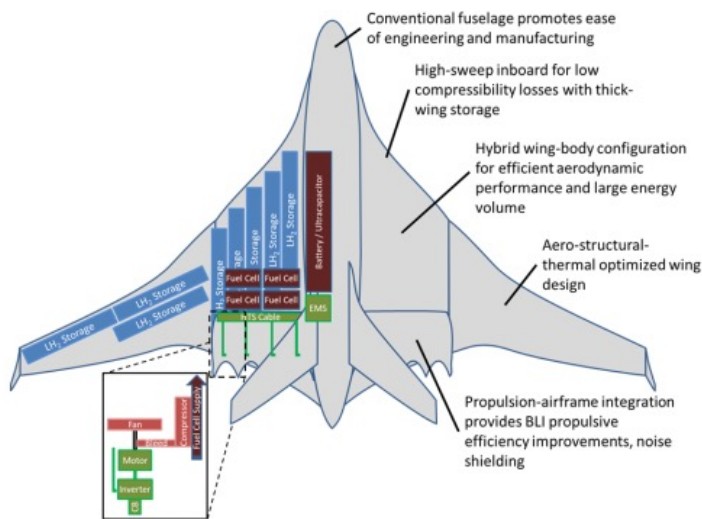 Conventional fuselage promotes ease
of engineering and manufacturing
High-sweep inboard for low
compressibility losses with thick-
wing storage
Hybrid wing-body configuration
for efficient aerodynamic
performance and large energy
volume
Aero-structural-
thermal optimized wing
design
Propulsion-airframe integration
provides BLI propulsive
efficiency improvements, noise
shielding
LH₂ Storage
LH₂ Storage
LH₂ Storage
LH₂ Storage
Storage
LH₂ Storage
LH₂ Storage
Battery / Ultracapacitor
Fuel Cell
Fuel Cell
Fuel Cell
Fuel Cell
EMS
HTS Cable
Fan
Bleed
Compressor
Fuel Cell Supply
Motor
Inverter